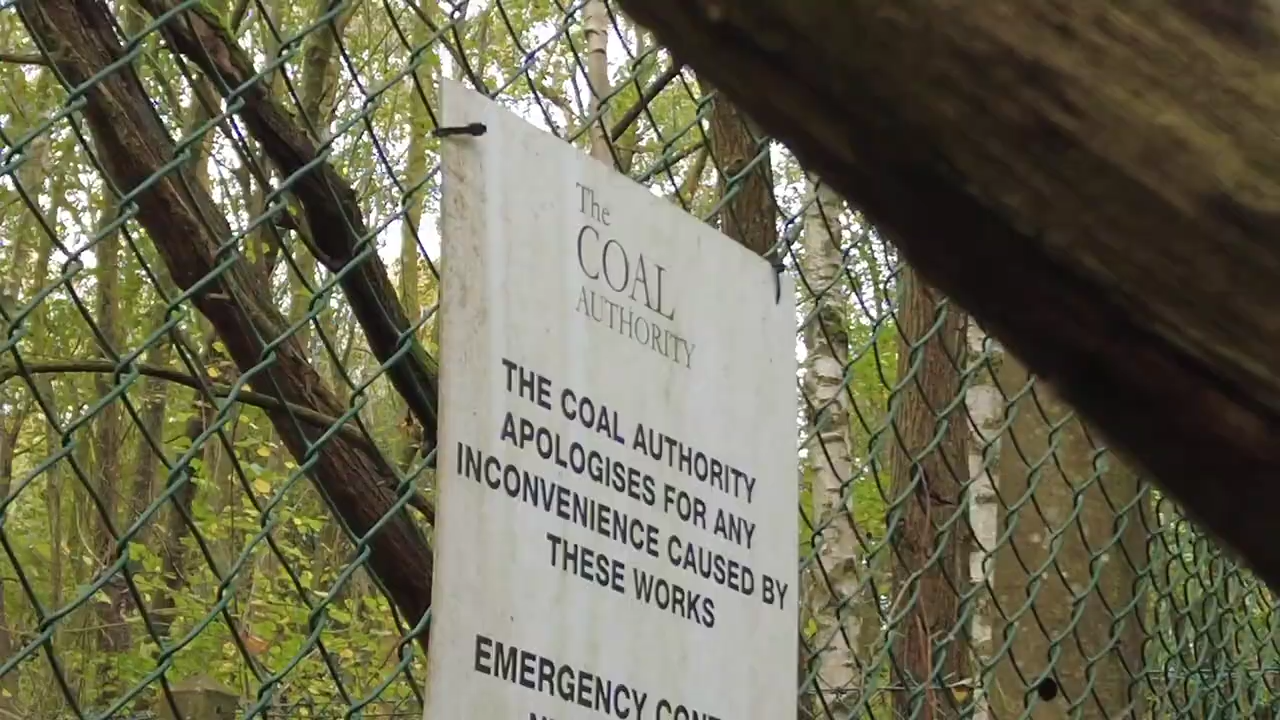 The
COAL
AUTHORITY
THE COAL AUTHORITY
APOLOGISES FOR ANY
INCONVENIENCE CAUSED BY
THESE WORKS
EMERGENCY